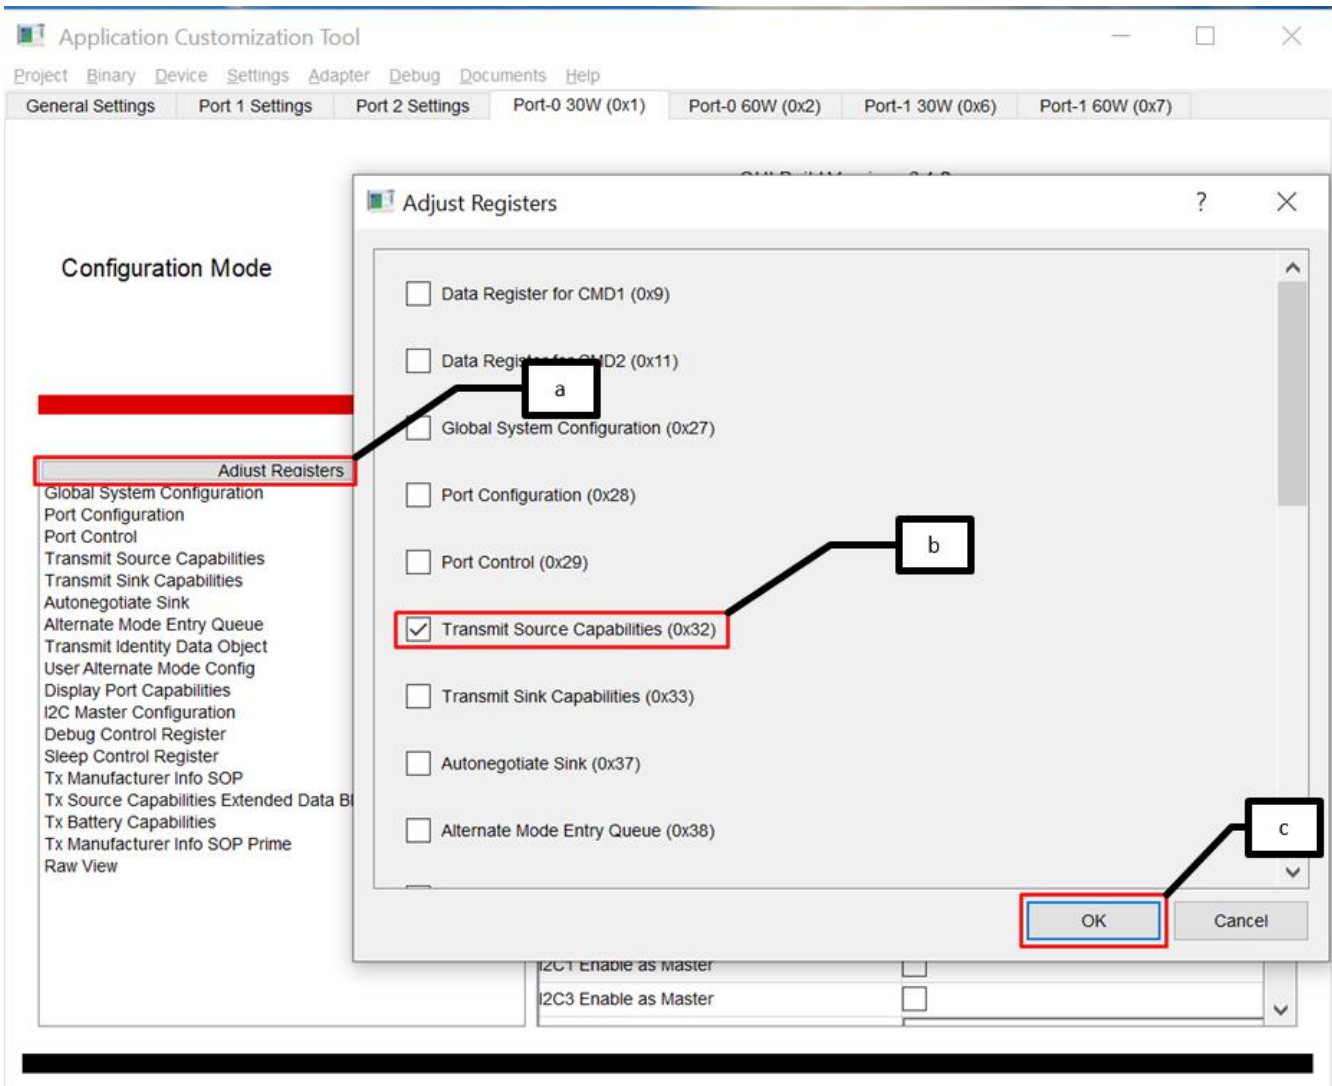 Application Customization Tool
Project Binary Device Settings Adapter Debug Documents Help
General Settings Port 1 Settings Port 2 Settings Port-0 30W (0x1) Port-0 60W (0x2) Port-1 30W (0x6) Port-1 60W (0x7)
Configuration Mode
Adjust Registers
Global System Configuration
Port Configuration
Port Control
Transmit Source Capabilities
Transmit Sink Capabilities
Autonegotiate Sink
Alternate Mode Entry Queue
Transmit Identity Data Object
User Alternate Mode Config
Display Port Capabilities
I2C Master Configuration
Debug Control Register
Sleep Control Register
Tx Manufacturer Info SOP
Tx Source Capabilities Extended Data
Tx Battery Capabilities
Tx Manufacturer Info SOP Prime
Raw View
Adjust Registers
?
Data Register for CMD1 (0x9)
Data Register for CMD2 (0x11)
a
Global System Configuration (0x27)
Port Configuration (0x28)
Port Control (0x29)
b
Transmit Source Capabilities (0x32)
Transmit Sink Capabilities (0x33)
Autonegotiate Sink (0x37)
Alternate Mode Entry Queue (0x38)
c
OK Cancel
I2C1 Enable as Master
I2C3 Enable as Master